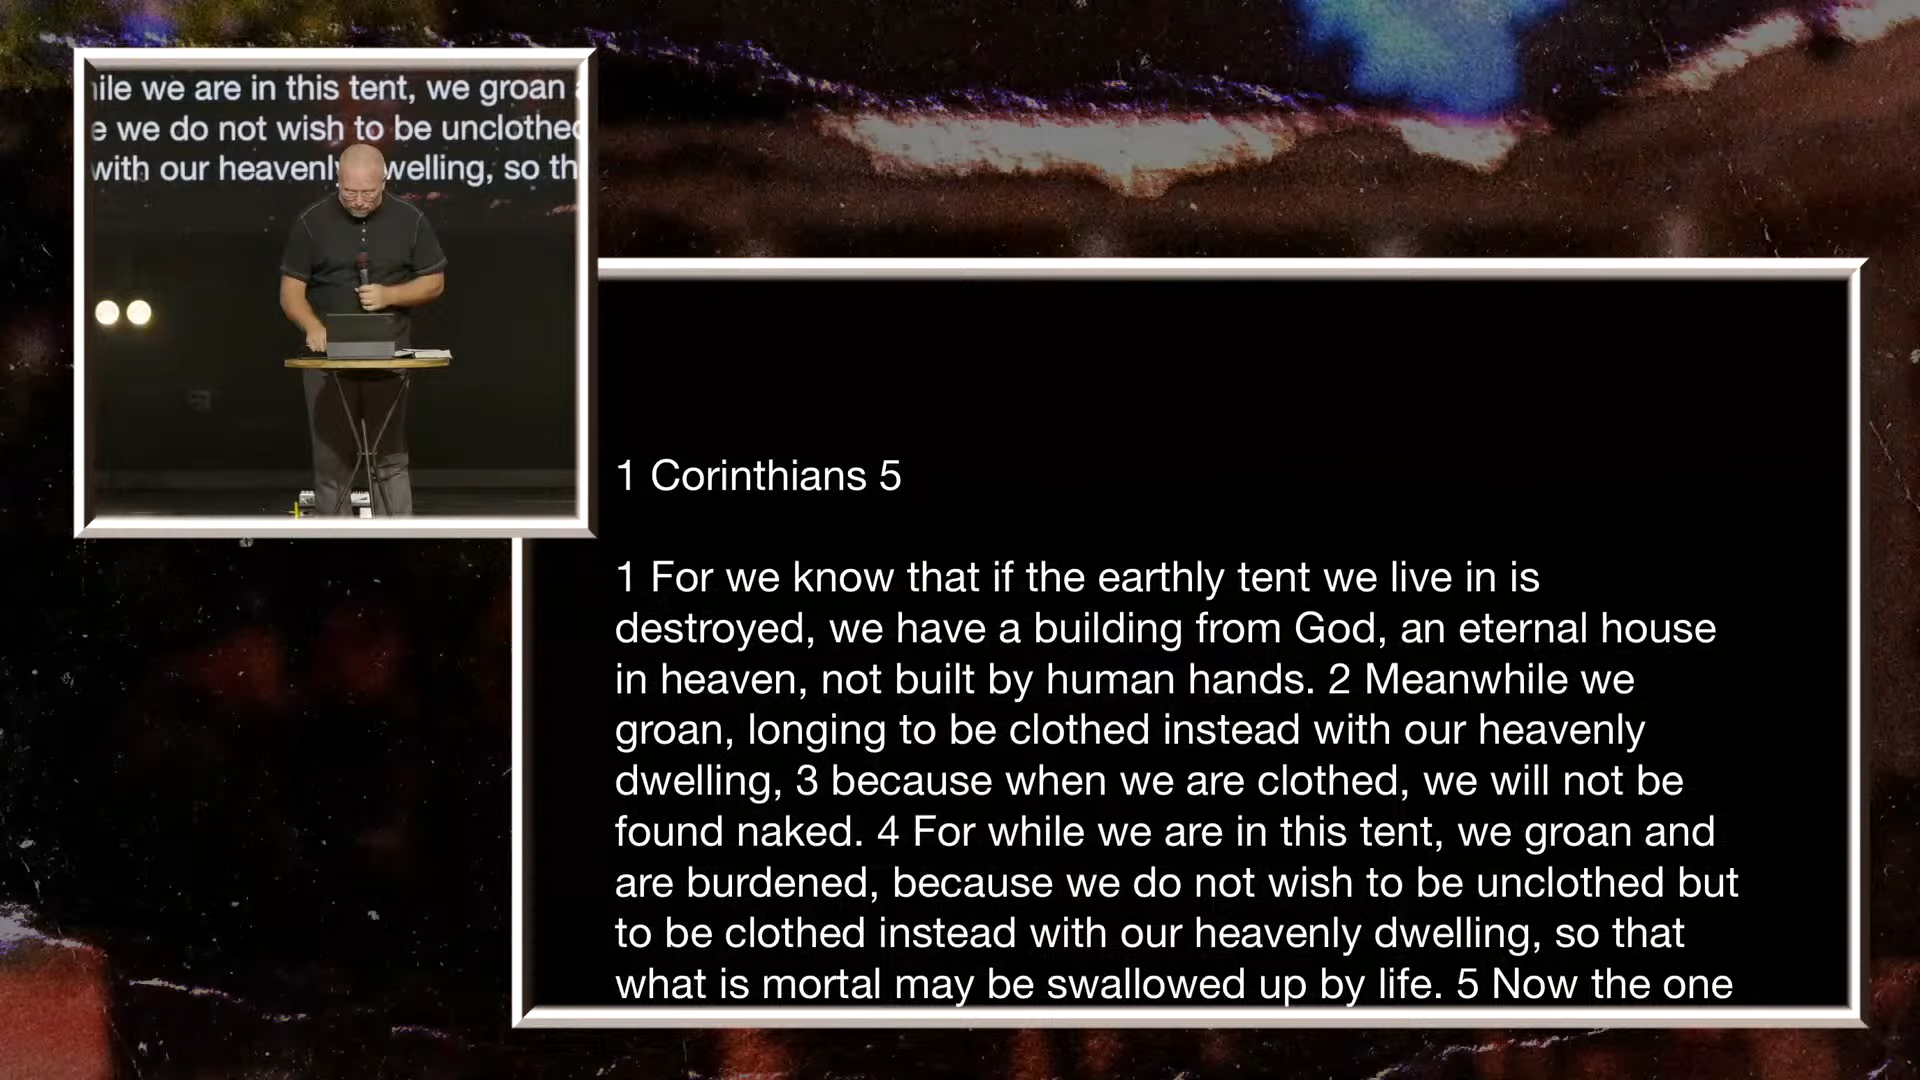 ile we are in this tent, we groan
e we do not wish to be unclothed
with our heavenly welling, so th
1 Corinthians 5
1 For we know that if the earthly tent we live in is
destroyed, we have a building from God, an eternal house
in heaven, not built by human hands. 2 Meanwhile we
groan, longing to be clothed instead with our heavenly
dwelling, 3 because when we are clothed, we will not be
found naked. 4 For while we are in this tent, we groan and
are burdened, because we do not wish to be unclothed but
to be clothed instead with our heavenly dwelling, so that
what is mortal may be swallowed up by life. 5 Now the one